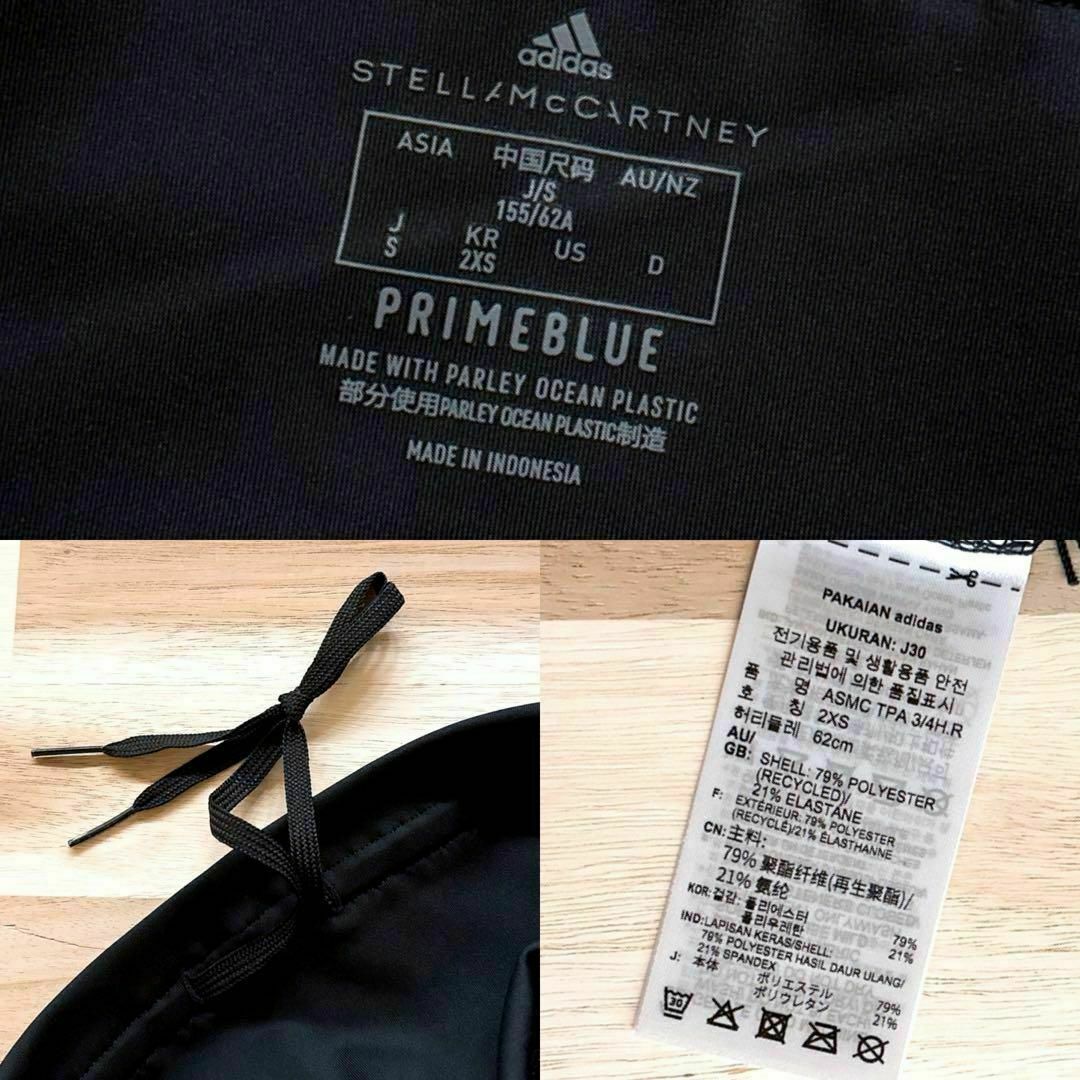 adidas
STELLA McCARTNEY
ASIA 中国尺码 AU/NZ
J/S
155/62A
J KR US D
S 2XS
PRIMEBLUE
MADE WITH PARLEY OCEAN PLASTIC
部分使用PARLEY OCEAN PLASTIC制造
MADE IN INDONESIA
PAKAIAN adidas
UKURAN: J30
전기용품 및 생활용품 안전
관리법에 의한 품질표시
품 명 ASMC TPA 3/4H.R
호 칭 2XS
허리둘레 62cm
AU/
GB: SHELL: 79% POLYESTER
(RECYCLED)/
21% ELASTANE
F: EXTÉRIEUR: 79% POLYESTER
(RECYCLÉ)/21% ÉLASTHANNE
CN: 主料:
79% 聚酯纤维(再生聚酯)/
21% 氨纶
KOR: 겉감: 폴리에스터 79%
폴리우레탄 21%
IND: LAPISAN KERAS/SHELL:
79% POLYESTER HASIL DAUR ULANG/
21% SPANDEX
J: 本体 ポリエステル 79%
ポリウレタン 21%
30